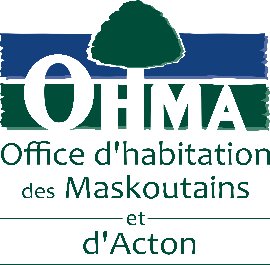 OHMA
Office d'habitation
des Maskoutains
et
d'Acton